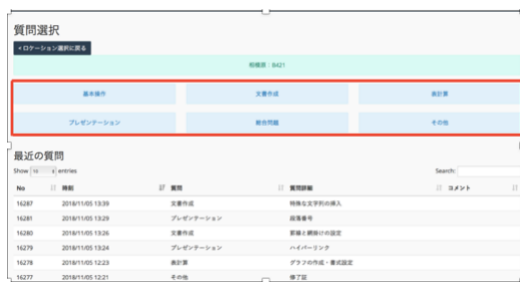 質問選択
ロケーション選択に戻る
相模原：B421
基本操作 文書作成 表計算
プレゼンテーション 総合問題 その他
最近の質問
Show 10 entries Search:
No 時刻 質問 質問詳細 コメント
16287 2018/11/05 13:39 文書作成 特殊な文字列の挿入
16281 2018/11/05 13:29 プレゼンテーション 段落番号
16280 2018/11/05 13:26 文書作成 罫線と網掛けの設定
16279 2018/11/05 13:24 プレゼンテーション ハイパーリンク
16278 2018/11/05 12:23 表計算 グラフの作成・書式設定
16277 2018/11/05 12:21 その他 修了証